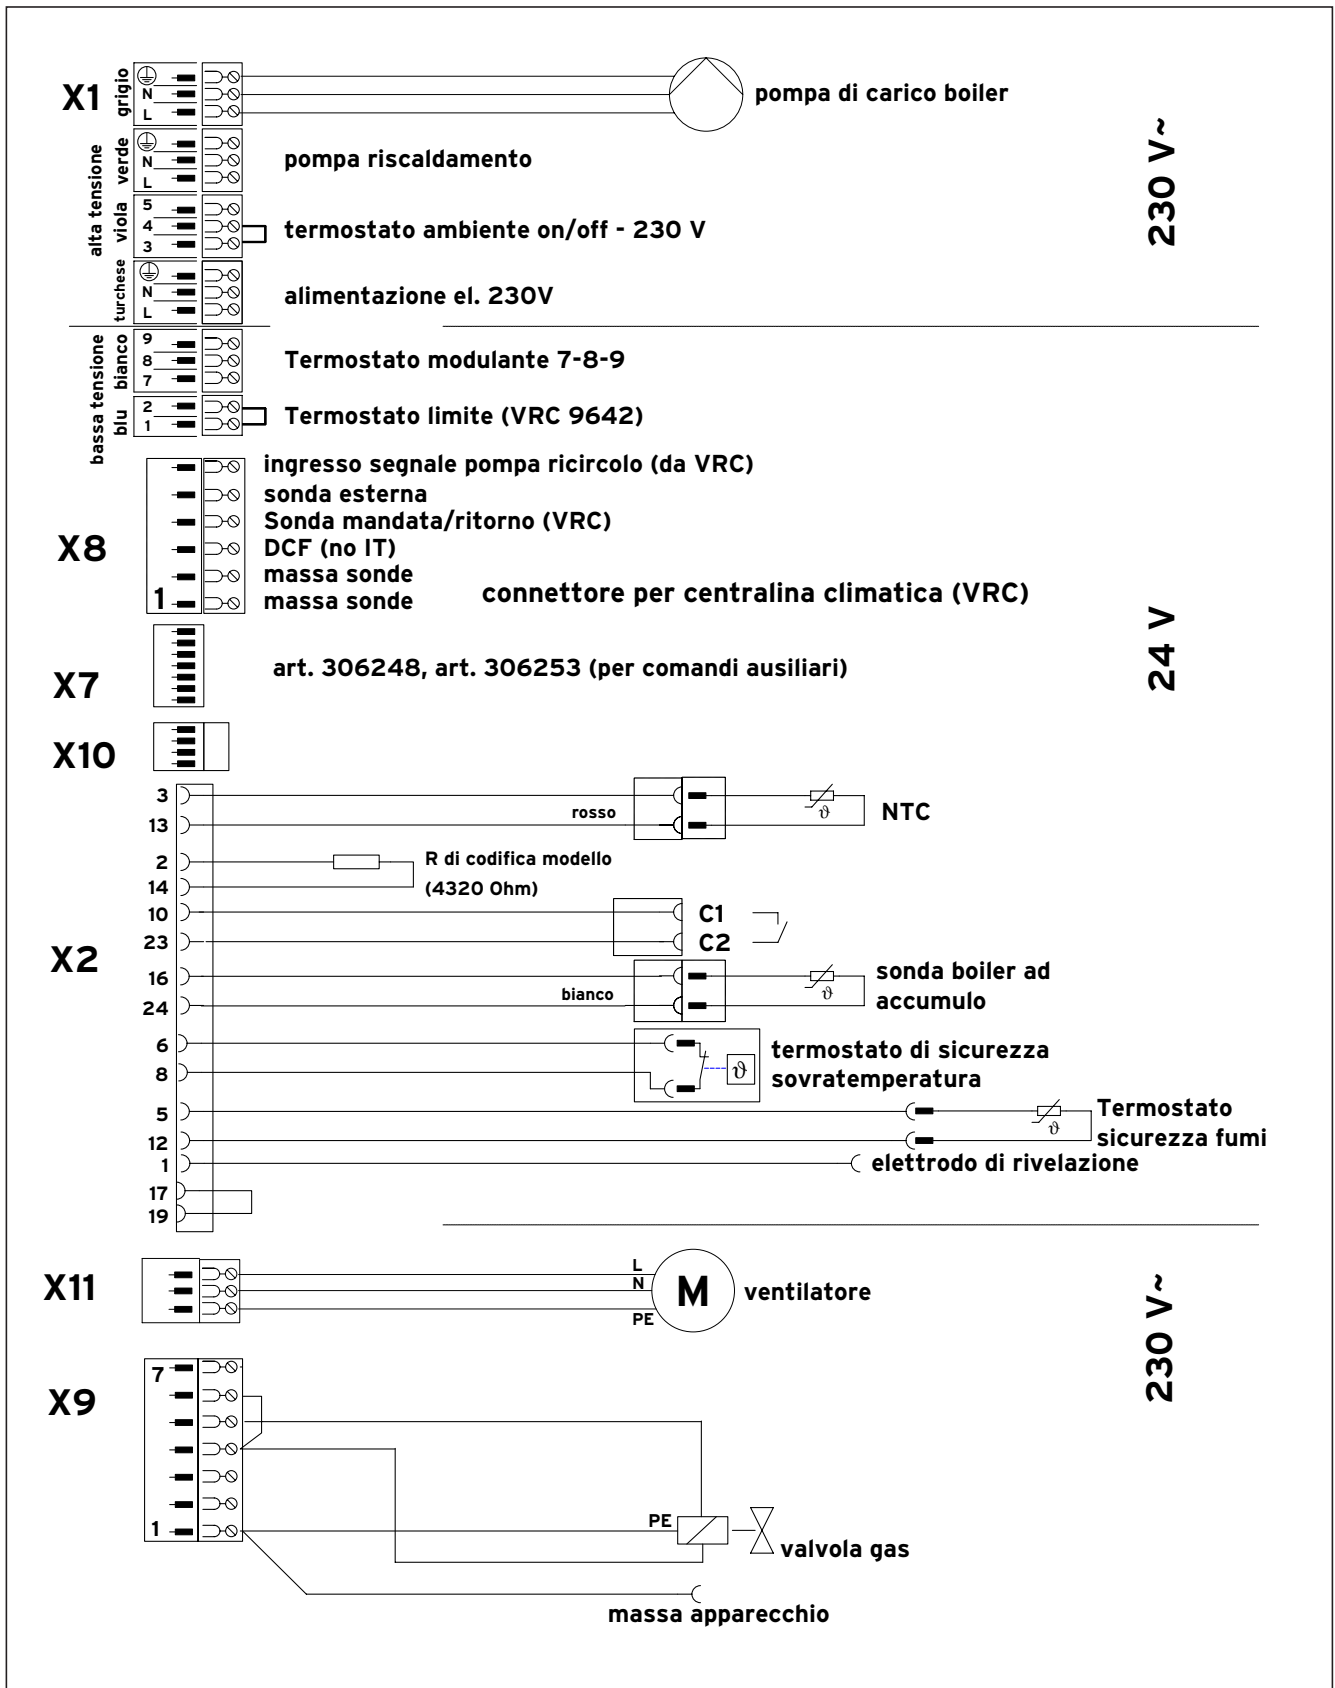 X1
grigio
N
L
pompa di carico boiler
alta tensione
verde
N
L
pompa riscaldamento
viola
5
4
3
termostato ambiente on/off - 230 V
turchese
N
L
alimentazione el. 230V
230 V~
bassa tensione
bianco
9
8
7
Termostato modulante 7-8-9
blu
2
1
Termostato limite (VRC 9642)
X8
ingresso segnale pompa ricircolo (da VRC)
sonda esterna
Sonda mandata/ritorno (VRC)
DCF (no IT)
massa sonde
1
massa sonde
connettore per centralina climatica (VRC)
24 V
X7
art. 306248, art. 306253 (per comandi ausiliari)
X10
X2
3
13
rosso
ϑ
NTC
2
14
R di codifica modello
(4320 Ohm)
10
23
C1
C2
16
24
bianco
ϑ
sonda boiler ad
accumulo
6
8
ϑ
termostato di sicurezza
sovratemperatura
5
12
ϑ
Termostato
sicurezza fumi
1
elettrodo di rivelazione
17
19
X11
L
N
PE
M
ventilatore
230 V~
X9
7
1
PE
valvola gas
massa apparecchio